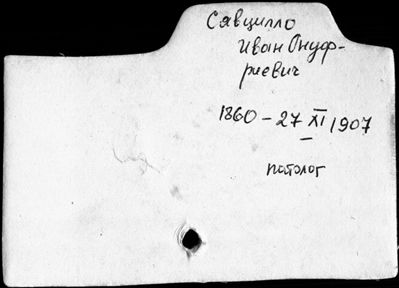 Савцилло
Иван Онуф-
риевич
1860 - 27 XI 1907
патолог